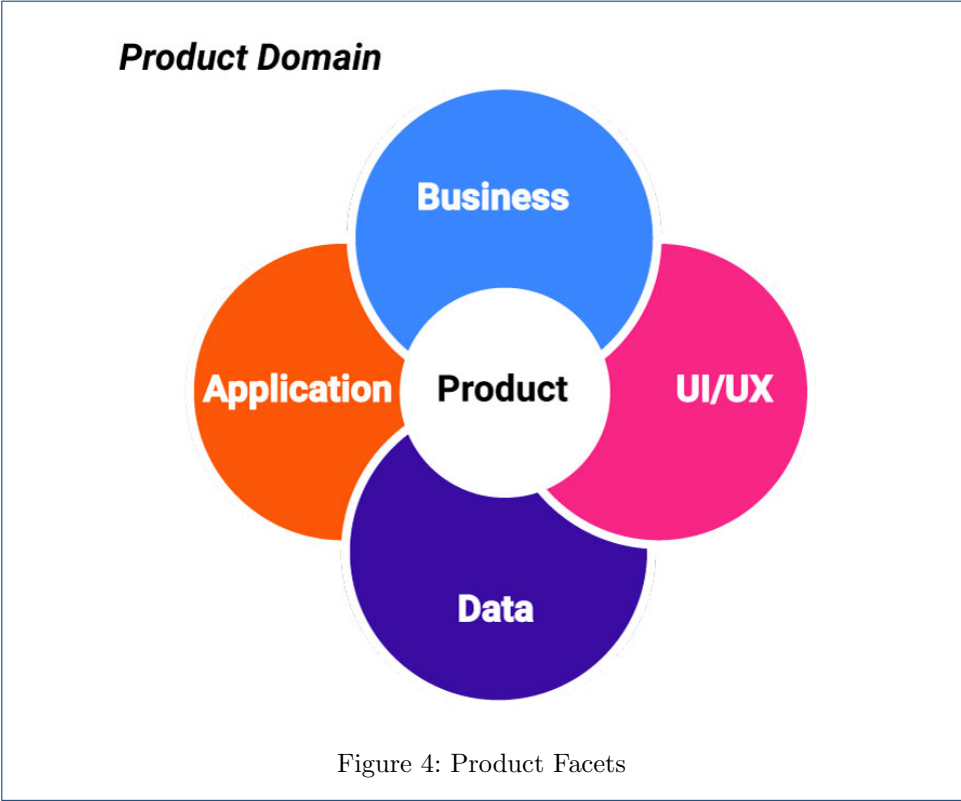 Product Domain
Business
Application
Product
UI/UX
Data
Figure 4: Product Facets